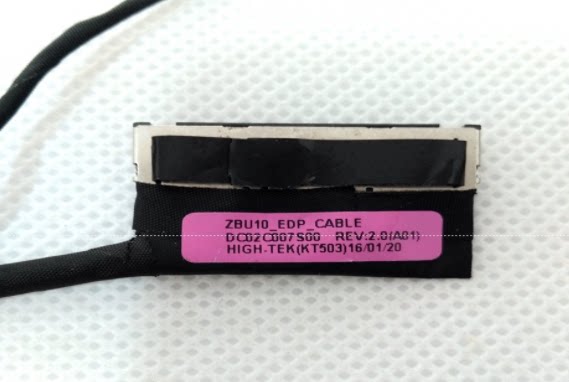 ZBU10_EDP_CABLE
DC02C007S00 REV:2.0(A01)
HIGH-TEK(KT503)16/01/20